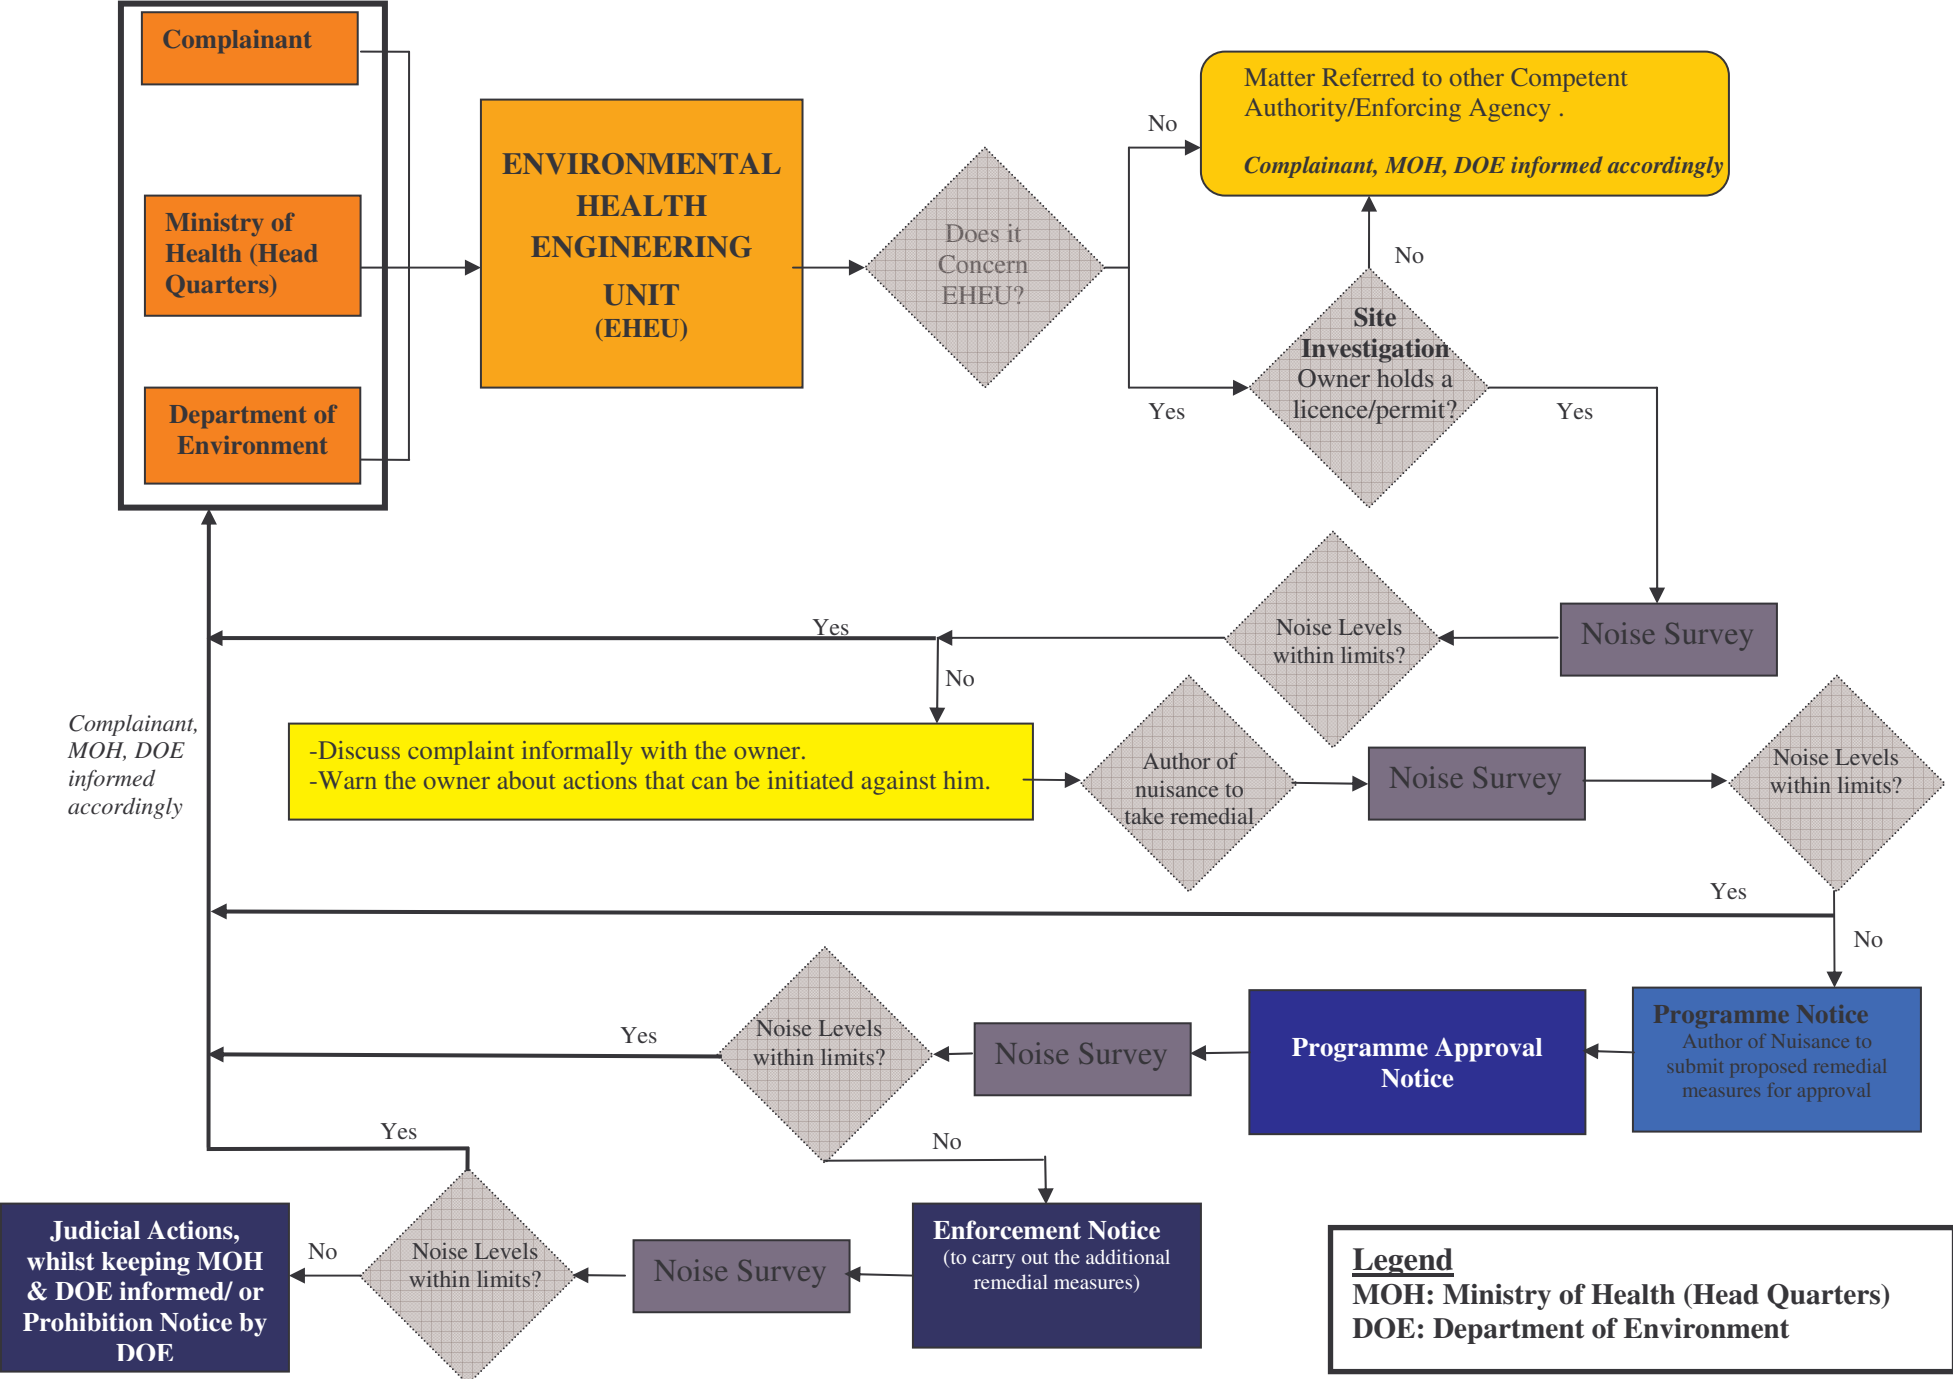 Complainant
Ministry of
Health (Head
Quarters)
Department of
Environment
ENVIRONMENTAL
HEALTH
ENGINEERING
UNIT
(EHEU)
Does it
Concern
EHEU?
No
Yes
Matter Referred to other Competent
Authority/Enforcing Agency .
Complainant, MOH, DOE informed accordingly
No
Site
Investigation
Owner holds a
licence/permit?
Yes
Noise Survey
Noise Levels
within limits?
Yes
No
Complainant,
MOH, DOE
informed
accordingly
-Discuss complaint informally with the owner.
-Warn the owner about actions that can be initiated against him.
Author of
nuisance to
take remedial
Noise Survey
Noise Levels
within limits?
Yes
No
Programme Notice
Author of Nuisance to
submit proposed remedial
measures for approval
Programme Approval
Notice
Noise Survey
Noise Levels
within limits?
Yes
No
Enforcement Notice
(to carry out the additional
remedial measures)
Noise Survey
Noise Levels
within limits?
Yes
No
Judicial Actions,
whilst keeping MOH
& DOE informed/ or
Prohibition Notice by
DOE
Legend
MOH: Ministry of Health (Head Quarters)
DOE: Department of Environment